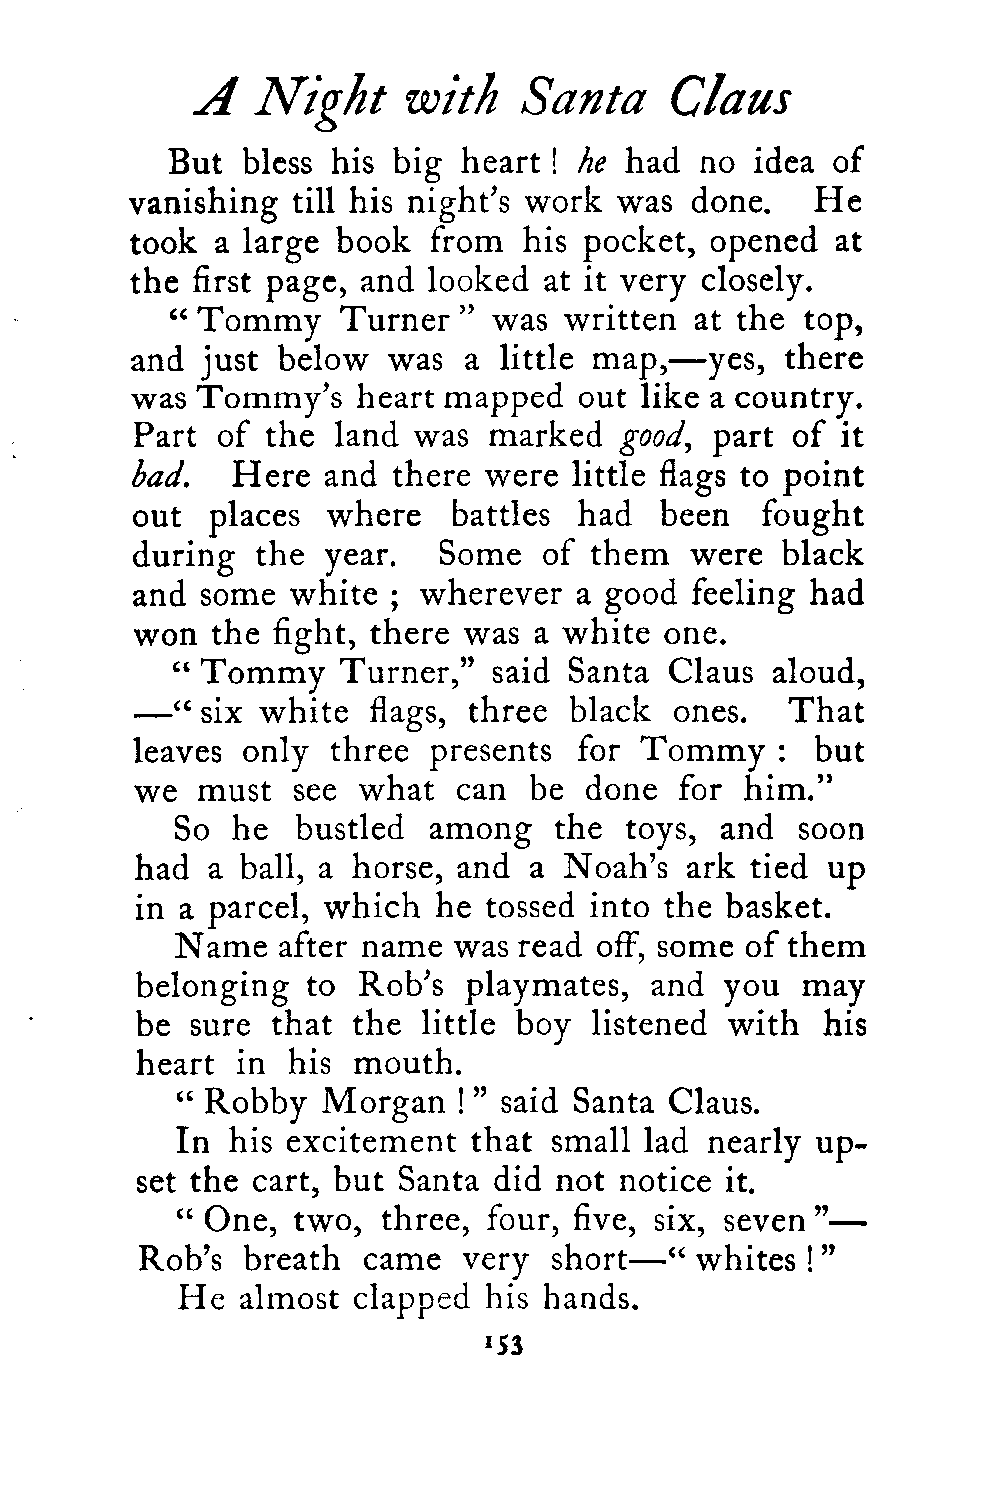 A Night with Santa Claus
But bless his big heart! he had no idea of
vanishing till his night's work was done. He
took a large book from his pocket, opened at
the first page, and looked at it very closely.
“Tommy Turner” was written at the top,
and just below was a little map,—yes, there
was Tommy's heart mapped out like a country.
Part of the land was marked good, part of it
bad. Here and there were little flags to point
out places where battles had been fought
during the year. Some of them were black
and some white; wherever a good feeling had
won the fight, there was a white one.
“Tommy Turner,” said Santa Claus aloud,
—“six white flags, three black ones. That
leaves only three presents for Tommy: but
we must see what can be done for him.”
So he bustled among the toys, and soon
had a ball, a horse, and a Noah's ark tied up
in a parcel, which he tossed into the basket.
Name after name was read off, some of them
belonging to Rob's playmates, and you may
be sure that the little boy listened with his
heart in his mouth.
“Robby Morgan!” said Santa Claus.
In his excitement that small lad nearly up-
set the cart, but Santa did not notice it.
“One, two, three, four, five, six, seven”—
Rob's breath came very short—“whites!”
He almost clapped his hands.
153